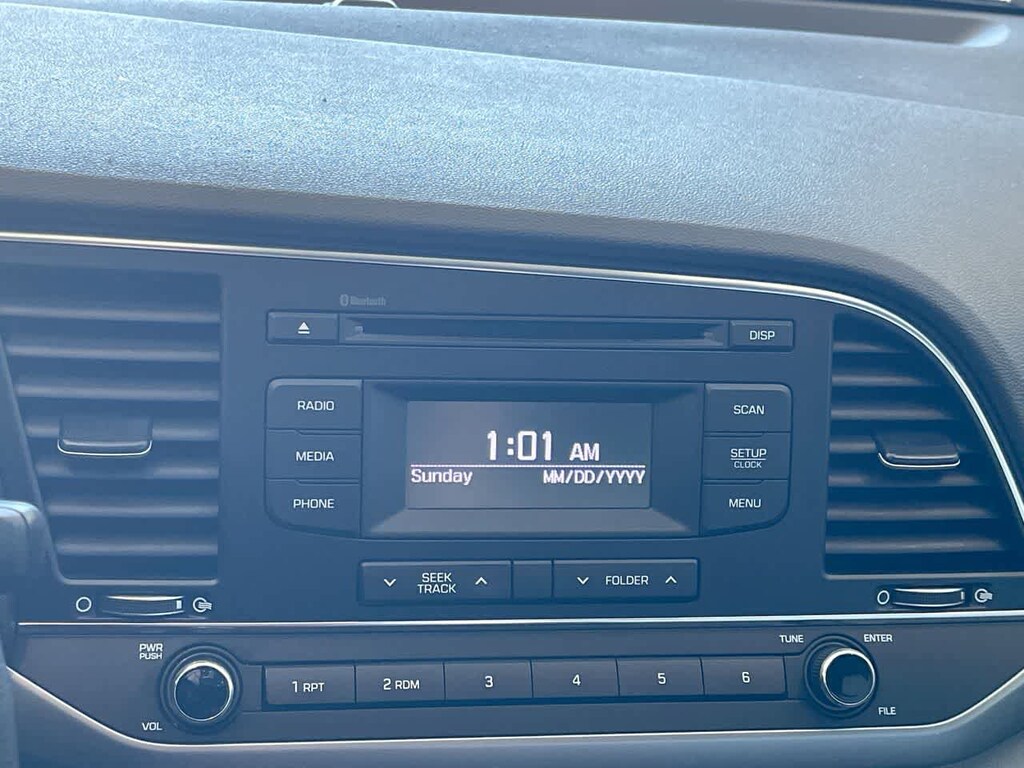 Bluetooth
DISP
RADIO
SCAN
1:01 AM
MEDIA
SETUP
CLOCK
Sunday MM/DD/YYYY
PHONE
MENU
SEEK
TRACK
FOLDER
PWR
PUSH
TUNE
ENTER
1 RPT
2 RDM
3
4
5
6
VOL
FILE